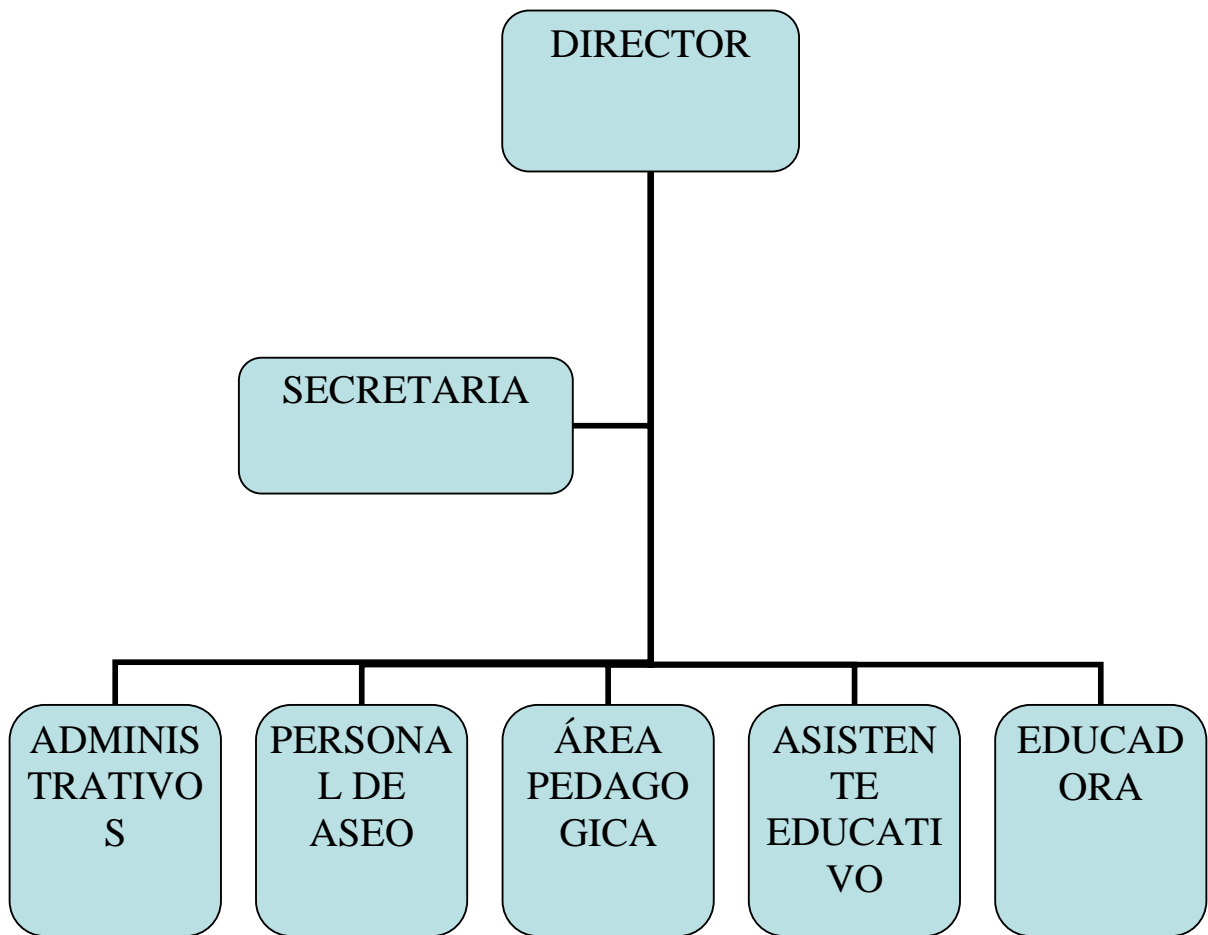 DIRECTOR
SECRETARIA
ADMINIS
TRATIVO
S
PERSONA
L DE
ASEO
ÁREA
PEDAGO
GICA
ASISTEN
TE
EDUCATI
VO
EDUCAD
ORA